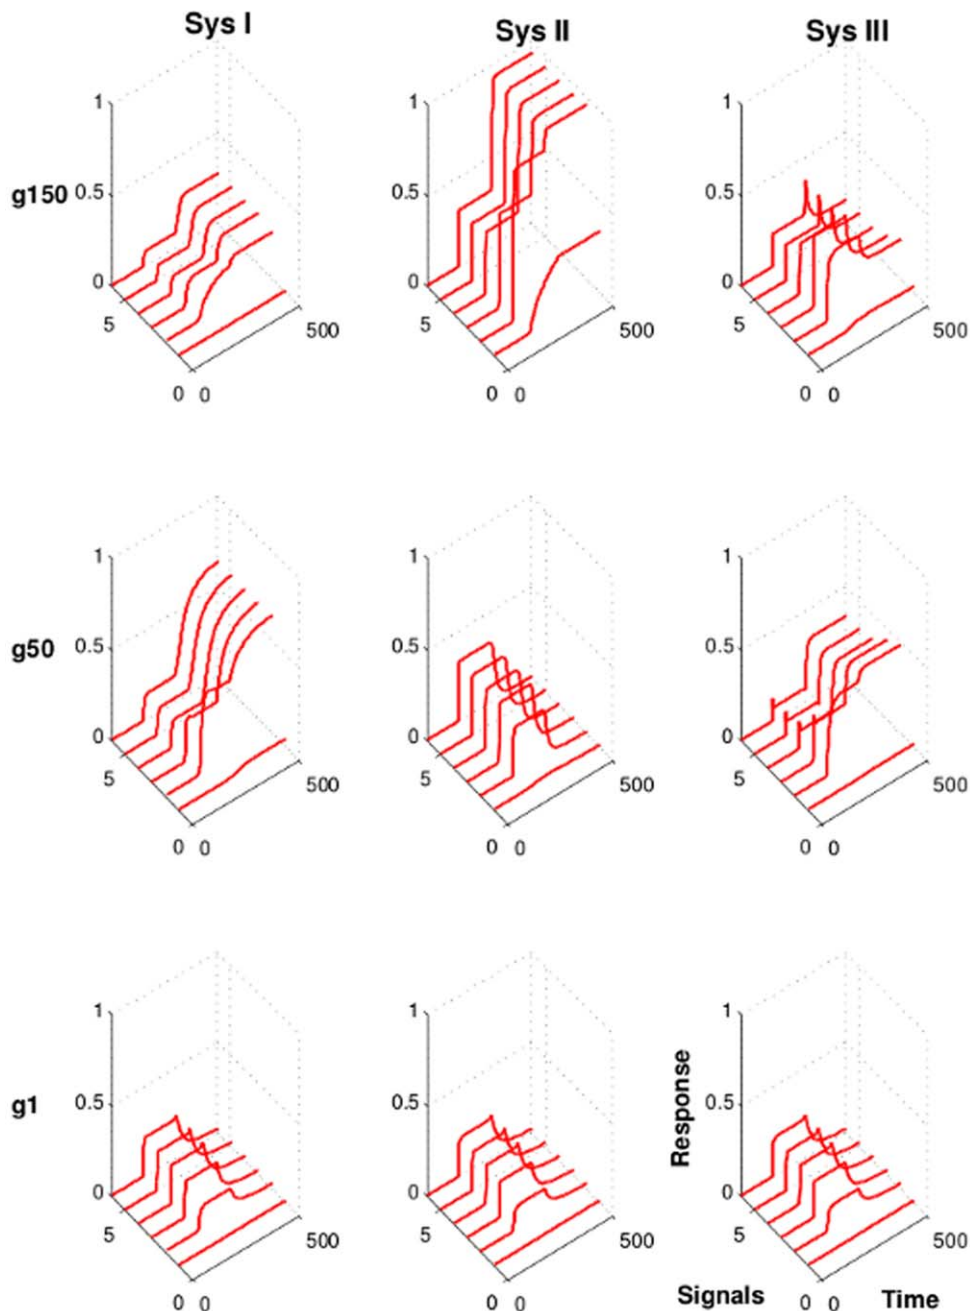 Sys I Sys II Sys III
1 1 1
g150 0.5 0.5 0.5
0 0 0
5 500 5 500 5 500
0 0 0 0 0 0
1 1 1
g50 0.5 0.5 0.5
0 0 0
5 500 5 500 5 500
0 0 0 0 0 0
1 1 1
g1 0.5 0.5 Response 0.5
0 0 0
5 500 5 500 5 500
0 0 0 0 Signals 0 0 Time